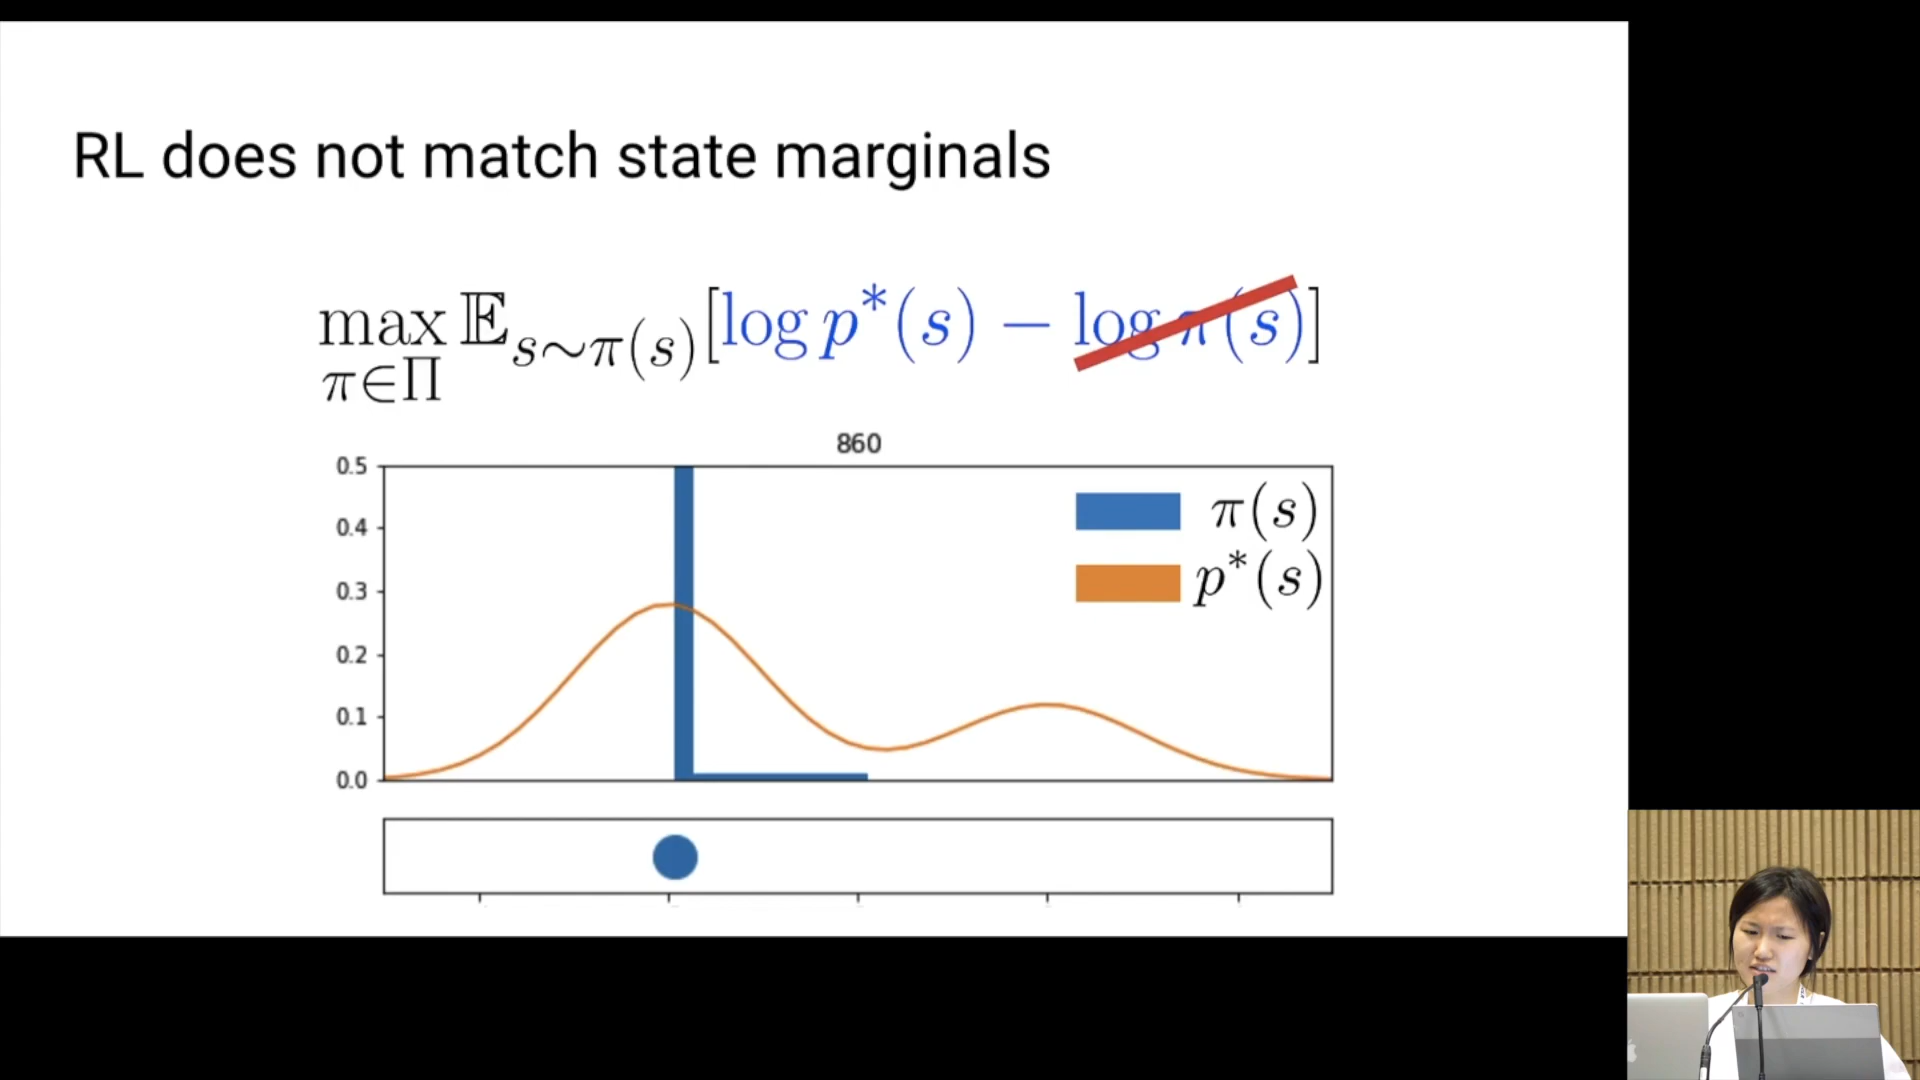 RL does not match state marginals
max 𝔼 s∼π(s) [log p*(s) − log π(s)]
π∈Π
860
0.5
0.4
0.3
0.2
0.1
0.0
π(s)
p*(s)